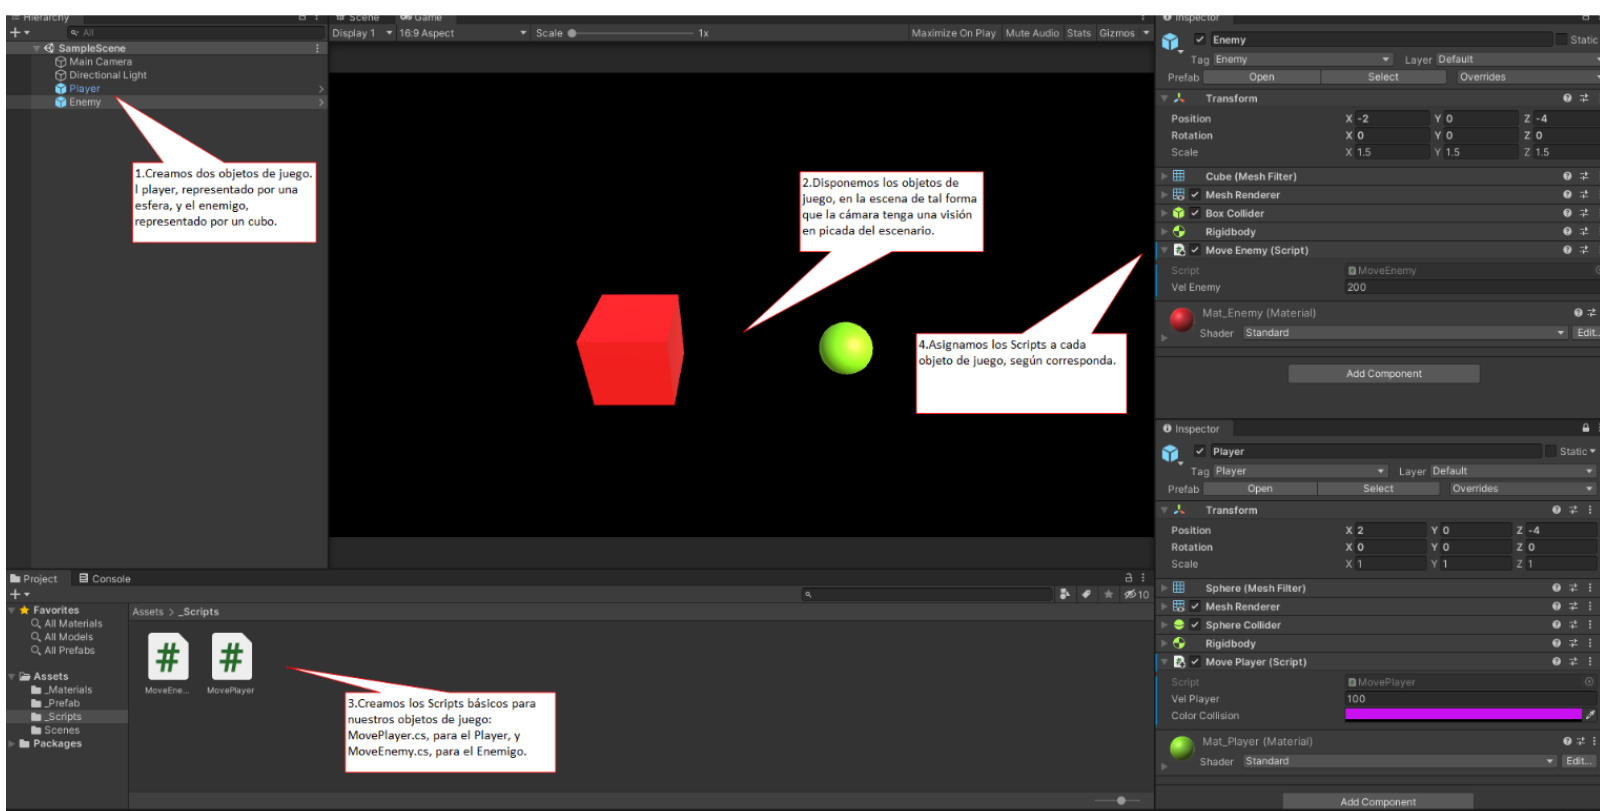 Hierarchy
All
SampleScene
Main Camera
Directional Light
Player
Enemy
1.Creamos dos objetos de juego.
l player, representado por una
esfera, y el enemigo,
representado por un cubo.
Scene
Game
Display 1
16:9 Aspect
Scale
1x
Maximize On Play
Mute Audio
Stats
Gizmos
2.Disponemos los objetos de
juego, en la escena de tal forma
que la cámara tenga una visión
en picada del escenario.
4.Asignamos los Scripts a cada
objeto de juego, según corresponda.
Inspector
Enemy
Static
Tag Enemy
Layer Default
Prefab Open Select Overrides
Transform
Position X -2 Y 0 Z -4
Rotation X 0 Y 0 Z 0
Scale X 1.5 Y 1.5 Z 1.5
Cube (Mesh Filter)
Mesh Renderer
Box Collider
Rigidbody
Move Enemy (Script)
Script MoveEnemy
Vel Enemy 200
Mat_Enemy (Material)
Shader Standard Edit...
Add Component
Inspector
Player
Static
Tag Player
Layer Default
Prefab Open Select Overrides
Transform
Position X 2 Y 0 Z -4
Rotation X 0 Y 0 Z 0
Scale X 1 Y 1 Z 1
Sphere (Mesh Filter)
Mesh Renderer
Sphere Collider
Rigidbody
Move Player (Script)
Script MovePlayer
Vel Player 100
Color Collision
Mat_Player (Material)
Shader Standard Edit...
Add Component
Project
Console
10
Favorites
All Materials
All Models
All Prefabs
Assets
_Materials
_Prefab
_Scripts
Scenes
Packages
Assets > _Scripts
MoveEne...
MovePlayer
3.Creamos los Scripts básicos para
nuestros objetos de juego:
MovePlayer.cs, para el Player, y
MoveEnemy.cs, para el Enemigo.